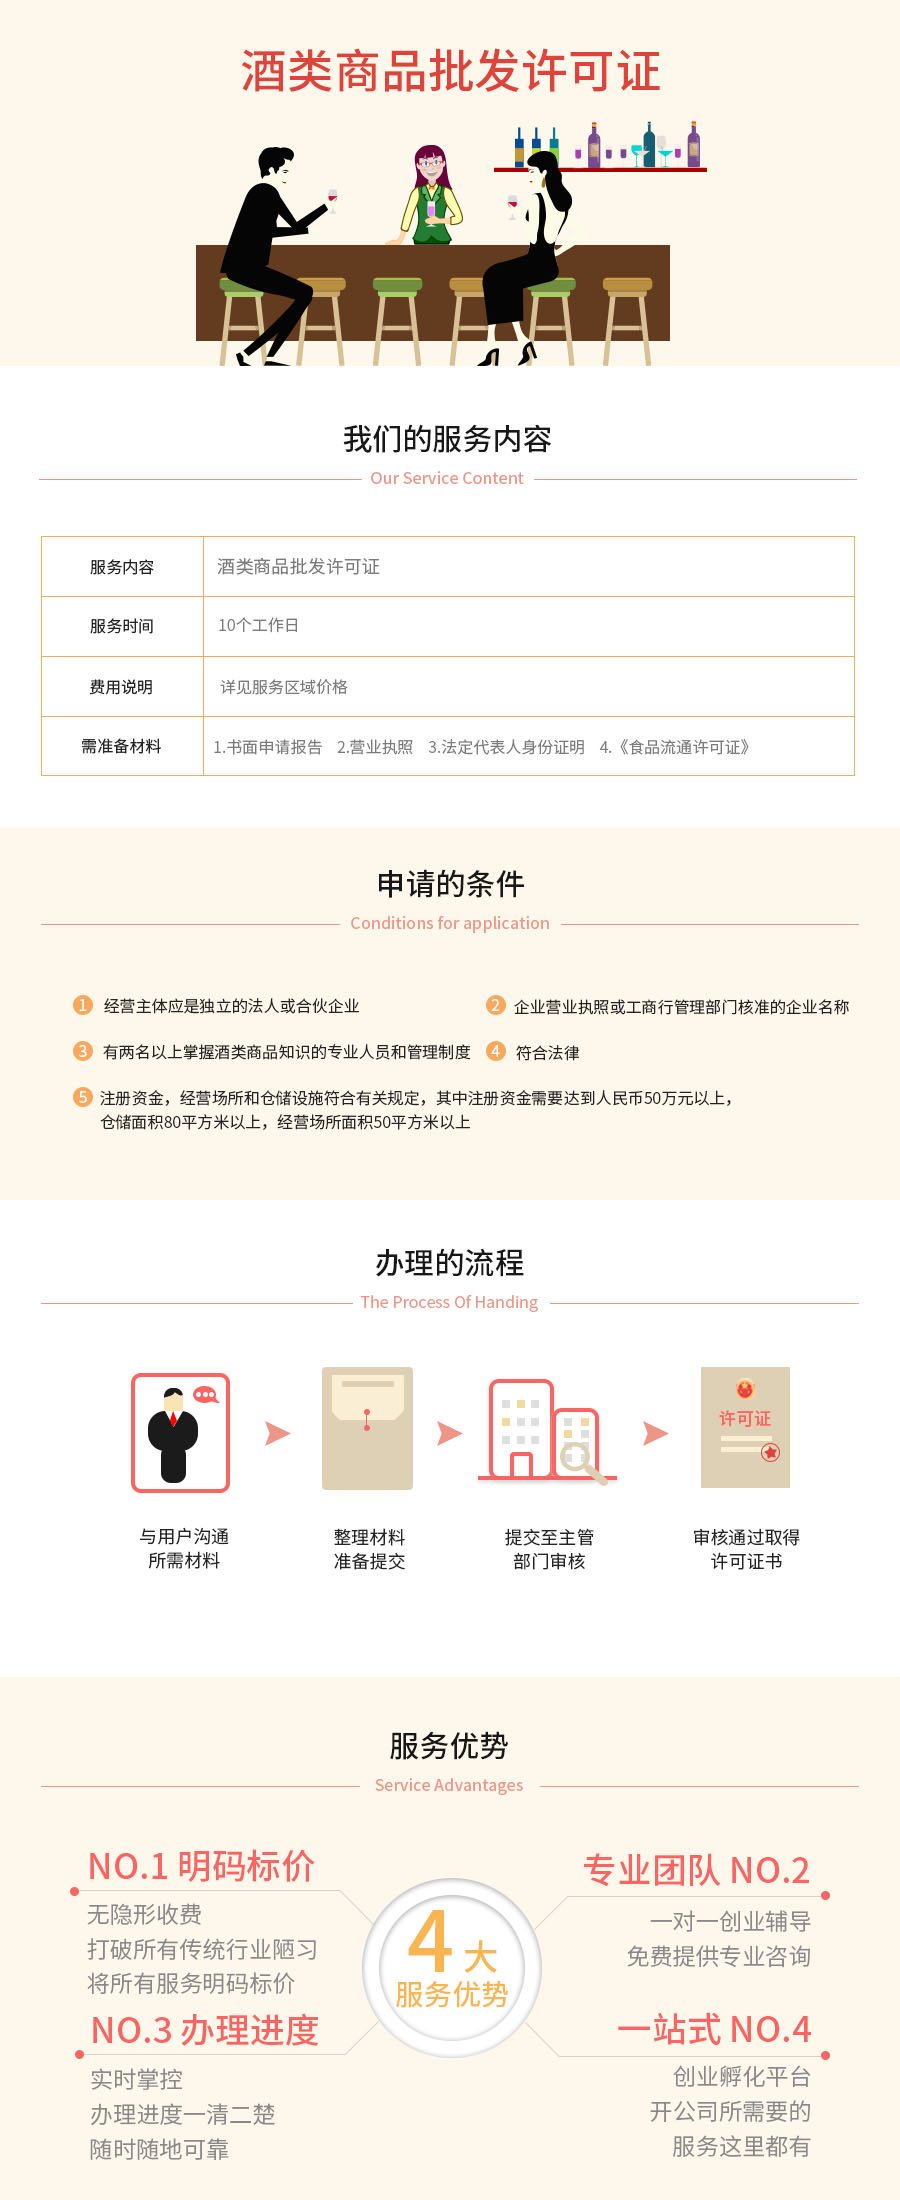 酒类商品批发许可证
我们的服务内容
Our Service Content
服务内容 酒类商品批发许可证
服务时间 10个工作日
费用说明 详见服务区域价格
需准备材料 1.书面申请报告 2.营业执照 3.法定代表人身份证明 4.《食品流通许可证》
申请的条件
Conditions for application
1 经营主体应是独立的法人或合伙企业
2 企业营业执照或工商行管理部门核准的企业名称
3 有两名以上掌握酒类商品知识的专业人员和管理制度
4 符合法律
5 注册资金，经营场所和仓储设施符合有关规定，其中注册资金需要达到人民币50万元以上，
仓储面积80平方米以上，经营场所面积50平方米以上
办理的流程
The Process Of Handing
许可证
与用户沟通
所需材料
整理材料
准备提交
提交至主管
部门审核
审核通过取得
许可证书
服务优势
Service Advantages
NO.1 明码标价
无隐形收费
打破所有传统行业陋习
将所有服务明码标价
专业团队 NO.2
一对一创业辅导
免费提供专业咨询
4 大
服务优势
NO.3 办理进度
实时掌控
办理进度一清二楚
随时随地可靠
一站式 NO.4
创业孵化平台
开公司所需要的
服务这里都有